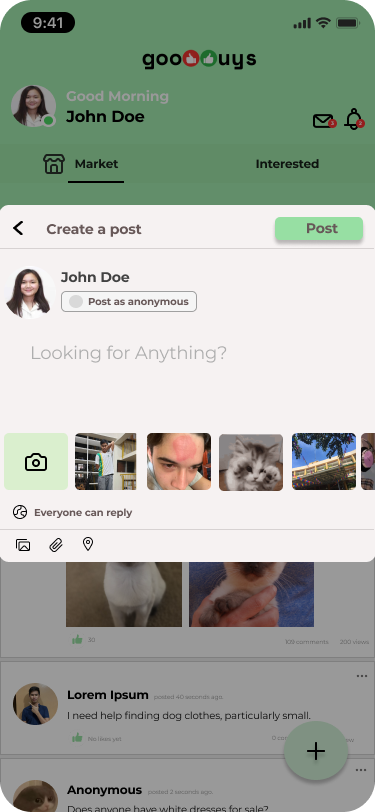 9:41
goodbuys
Good Morning
John Doe
Market
Interested
Create a post
Post
John Doe
Post as anonymous
Looking for Anything?
Everyone can reply
30
109 comments
200 views
Lorem Ipsum posted 40 seconds ago.
I need help finding dog clothes, particularly small.
No likes yet
Anonymous posted 2 seconds ago.
Does anyone have white dresses for sale?